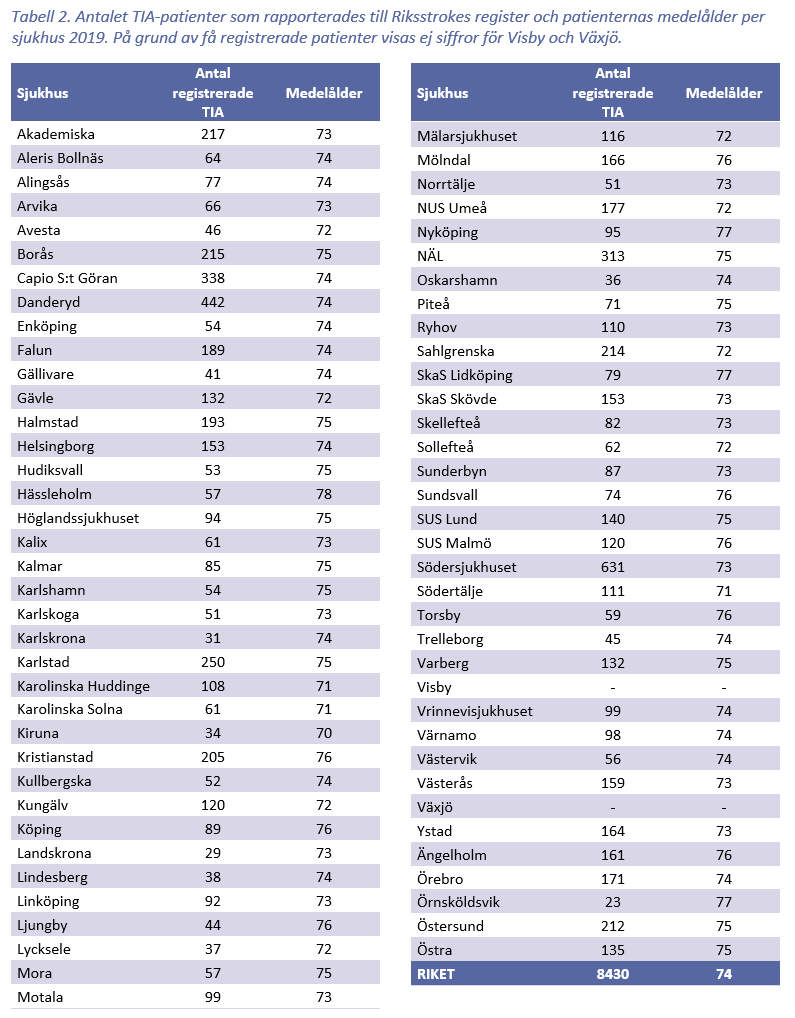 Tabell 2. Antalet TIA-patienter som rapporterades till Riksstrokes register och patienternas medelålder per
sjukhus 2019. På grund av få registrerade patienter visas ej siffror för Visby och Växjö.
Sjukhus Antal registrerade TIA Medelålder
Akademiska 217 73
Aleris Bollnäs 64 74
Alingsås 77 74
Arvika 66 73
Avesta 46 72
Borås 215 75
Capio S:t Göran 338 74
Danderyd 442 74
Enköping 54 74
Falun 189 74
Gällivare 41 74
Gävle 132 72
Halmstad 193 75
Helsingborg 153 74
Hudiksvall 53 75
Hässleholm 57 78
Höglandssjukhuset 94 75
Kalix 61 73
Kalmar 85 75
Karlshamn 54 75
Karlskoga 51 73
Karlskrona 31 74
Karlstad 250 75
Karolinska Huddinge 108 71
Karolinska Solna 61 71
Kiruna 34 70
Kristianstad 205 76
Kullbergska 52 74
Kungälv 120 72
Köping 89 76
Landskrona 29 73
Lindesberg 38 74
Linköping 92 73
Ljungby 44 76
Lycksele 37 72
Mora 57 75
Motala 99 73
Sjukhus Antal registrerade TIA Medelålder
Mälarsjukhuset 116 72
Mölndal 166 76
Norrtälje 51 73
NUS Umeå 177 72
Nyköping 95 77
NÄL 313 75
Oskarshamn 36 74
Piteå 71 75
Ryhov 110 73
Sahlgrenska 214 72
SkaS Lidköping 79 77
SkaS Skövde 153 73
Skellefteå 82 73
Sollefteå 62 72
Sunderbyn 87 73
Sundsvall 74 76
SUS Lund 140 75
SUS Malmö 120 76
Södersjukhuset 631 73
Södertälje 111 71
Torsby 59 76
Trelleborg 45 74
Varberg 132 75
Visby - -
Vrinnevisjukhuset 99 74
Värnamo 98 74
Västervik 56 74
Västerås 159 73
Växjö - -
Ystad 164 73
Ängelholm 161 76
Örebro 171 74
Örnsköldsvik 23 77
Östersund 212 75
Östra 135 75
RIKET 8430 74